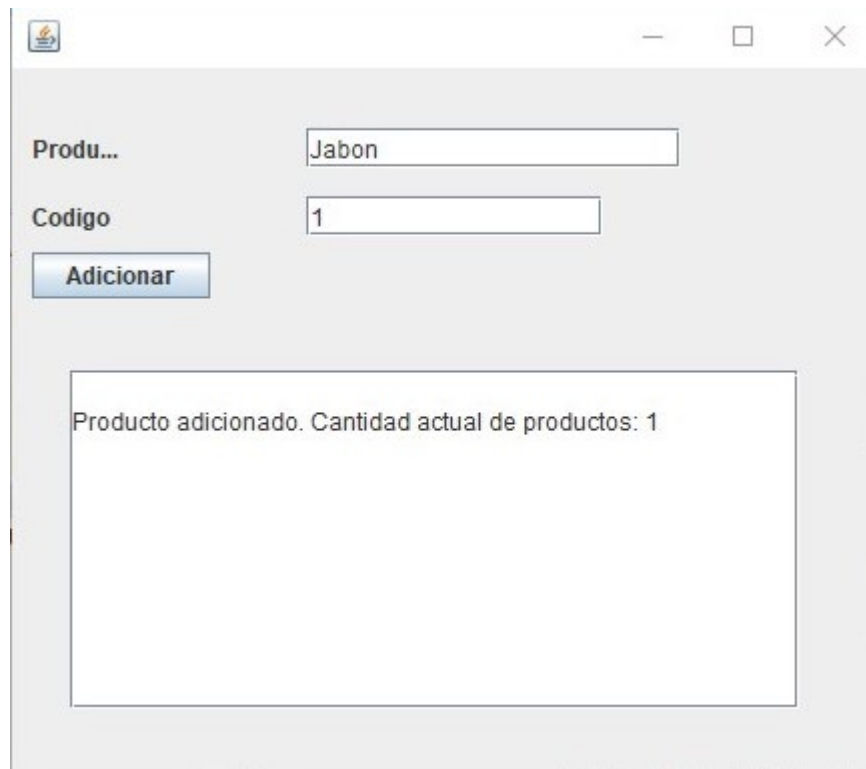 Produ... Jabon
Codigo 1
Adicionar
Producto adicionado. Cantidad actual de productos: 1